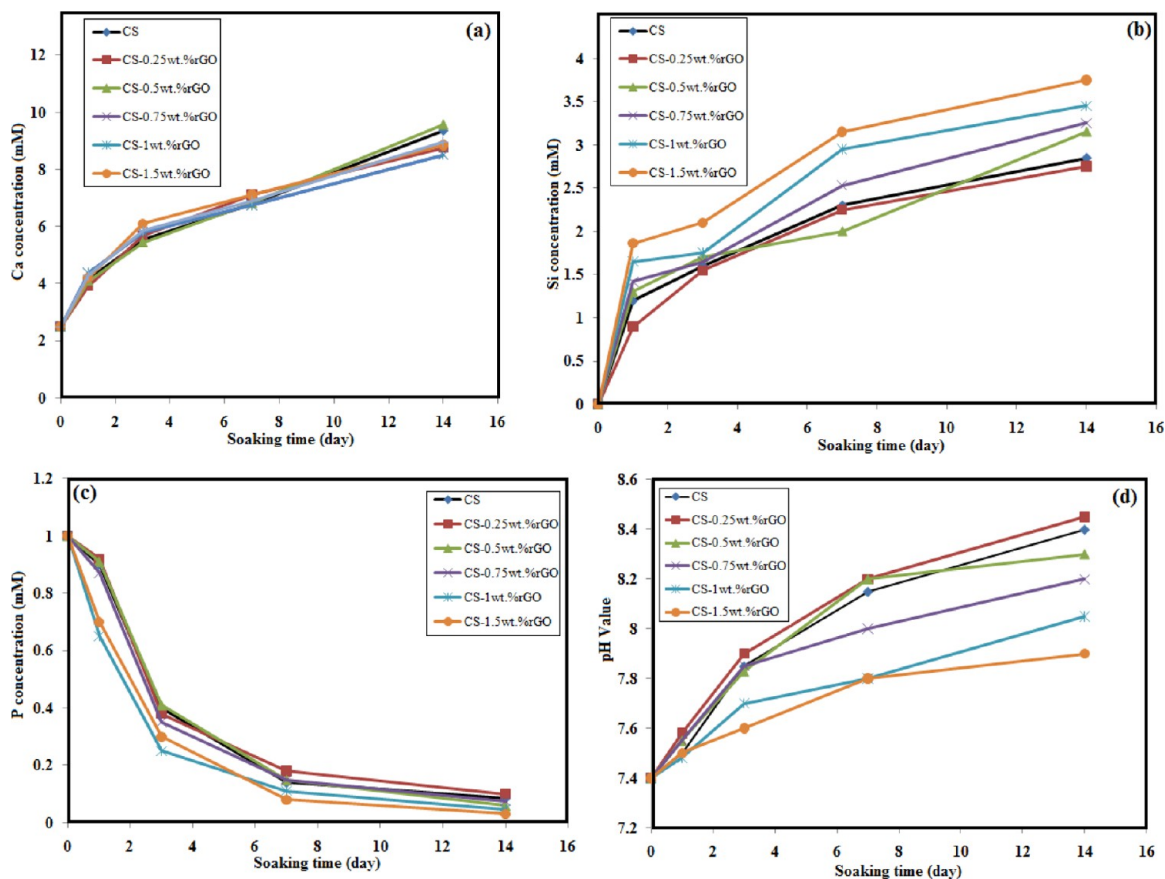 (a)
CS
CS-0.25wt.%rGO
CS-0.5wt.%rGO
CS-0.75wt.%rGO
CS-1wt.%rGO
CS-1.5wt.%rGO
Ca concentration (mM)
12
10
8
6
4
2
0
0 2 4 6 8 10 12 14 16
Soaking time (day)
(b)
CS
CS-0.25wt.%rGO
CS-0.5wt.%rGO
CS-0.75wt.%rGO
CS-1wt.%rGO
CS-1.5wt.%rGO
Si concentration (mM)
4
3.5
3
2.5
2
1.5
1
0.5
0
0 2 4 6 8 10 12 14 16
Soaking time (day)
(c)
CS
CS-0.25wt.%rGO
CS-0.5wt.%rGO
CS-0.75wt.%rGO
CS-1wt.%rGO
CS-1.5wt.%rGO
P concentration (mM)
1.2
1
0.8
0.6
0.4
0.2
0
0 2 4 6 8 10 12 14 16
Soaking time (day)
(d)
CS
CS-0.25wt.%rGO
CS-0.5wt.%rGO
CS-0.75wt.%rGO
CS-1wt.%rGO
CS-1.5wt.%rGO
pH Value
8.6
8.4
8.2
8
7.8
7.6
7.4
7.2
0 2 4 6 8 10 12 14 16
Soaking time (day)